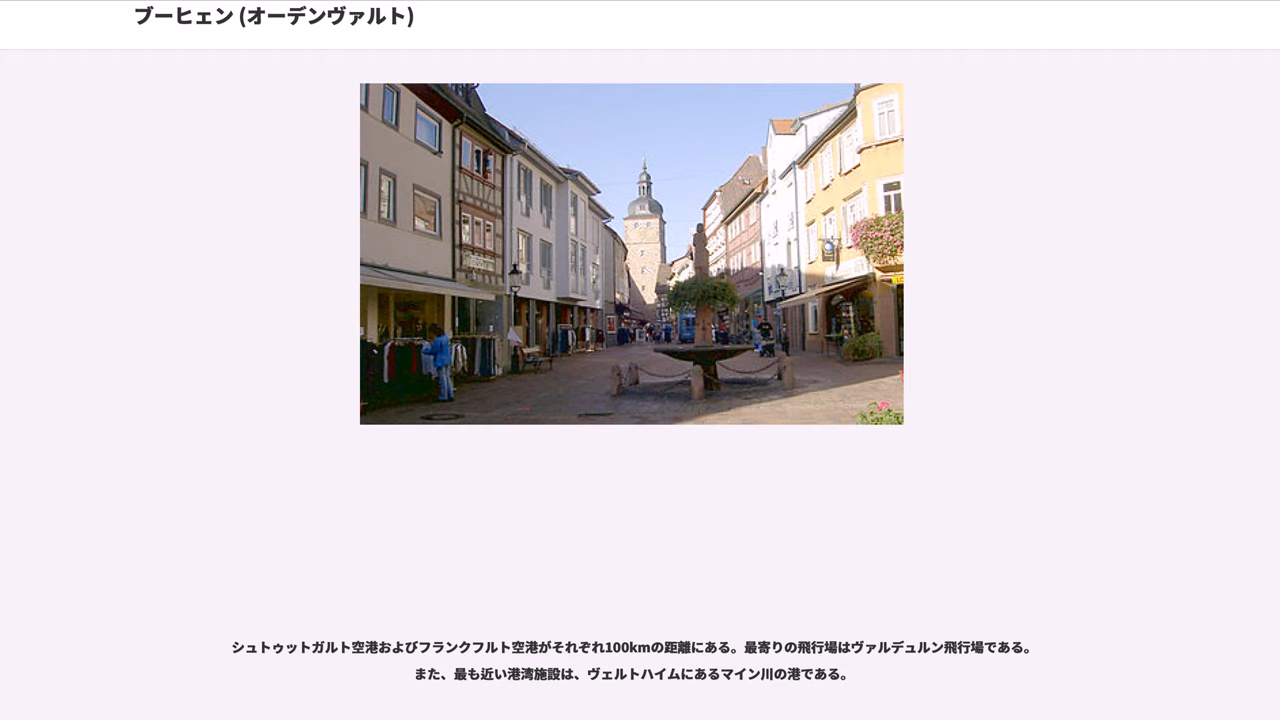 ブーヒェン (オーデンヴァルト)
シュトゥットガルト空港およびフランクフルト空港がそれぞれ100kmの距離にある。最寄りの飛行場はヴァルデュルン飛行場である。
また、最も近い港湾施設は、ヴェルトハイムにあるマイン川の港である。